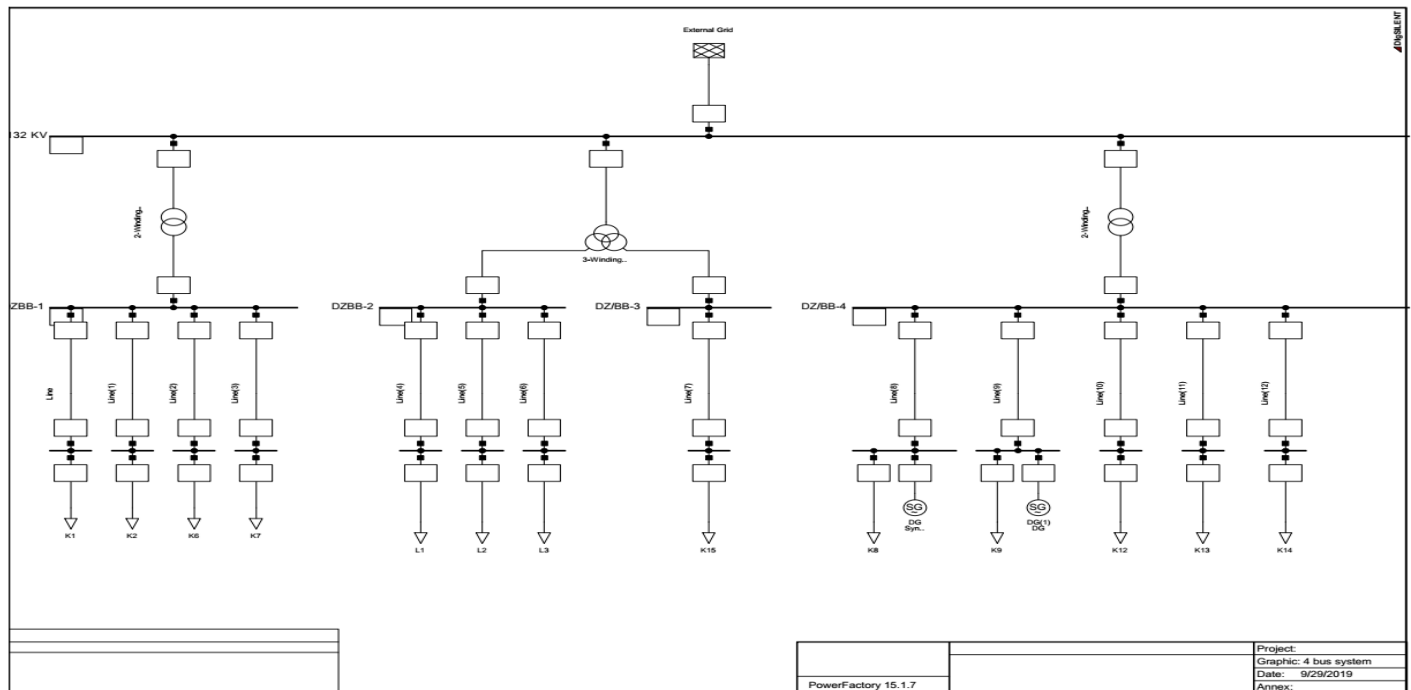 External Grid
DIgSILENT
132 KV
2-Winding..
3-Winding..
2-Winding..
ZBB-1
DZBB-2
DZ/BB-3
DZ/BB-4
Line
Line(1)
Line(2)
Line(3)
Line(4)
Line(5)
Line(6)
Line(7)
Line(8)
Line(9)
Line(10)
Line(11)
Line(12)
SG
DG
Syn..
SG
DG(1)
DG
K1
K2
K6
K7
L1
L2
L3
K15
K8
K9
K12
K13
K14
PowerFactory 15.1.7
Project:
Graphic: 4 bus system
Date: 9/29/2019
Annex: